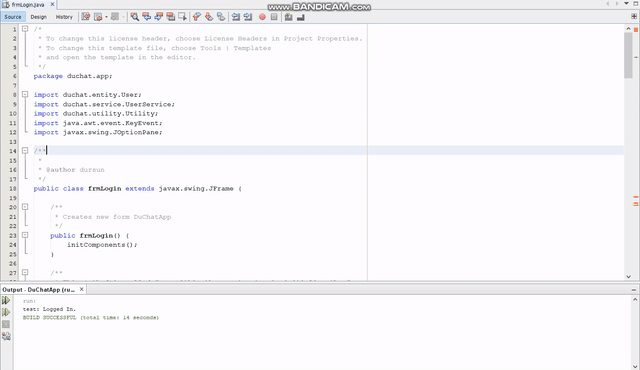 frmLogin.java
www.BANDICAM.com
Source Design History
1 /*
2 * To change this license header, choose License Headers in Project Properties.
3 * To change this template file, choose Tools | Templates
4 * and open the template in the editor.
5 */
6 package duchat.app;
7
8 import duchat.entity.User;
9 import duchat.service.UserService;
10 import duchat.utility.Utility;
11 import java.awt.event.KeyEvent;
12 import javax.swing.JOptionPane;
13
14 /**
15 *
16 * @author dursun
17 */
18 public class frmLogin extends javax.swing.JFrame {
19
20 /**
21 * Creates new form DuChatApp
22 */
23 public frmLogin() {
24 initComponents();
25 }
26
27 /**
Output - DuChatApp (ru...
run:
test: Logged In.
BUILD SUCCESSFUL (total time: 14 seconds)